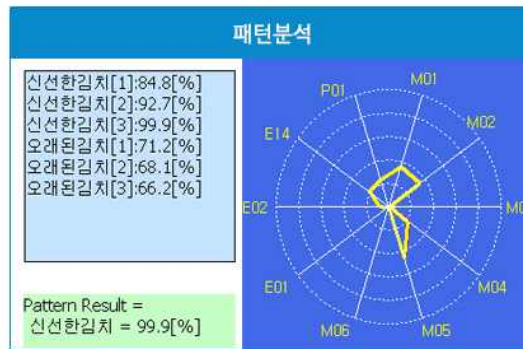 패턴분석
신선한김치[1]:84.8[%]
신선한김치[2]:92.7[%]
신선한김치[3]:99.9[%]
오래된김치[1]:71.2[%]
오래된김치[2]:68.1[%]
오래된김치[3]:66.2[%]
Pattern Result =
신선한김치 = 99.9[%]
P01
M01
E14
M02
E02
E01
M04
M06
M05